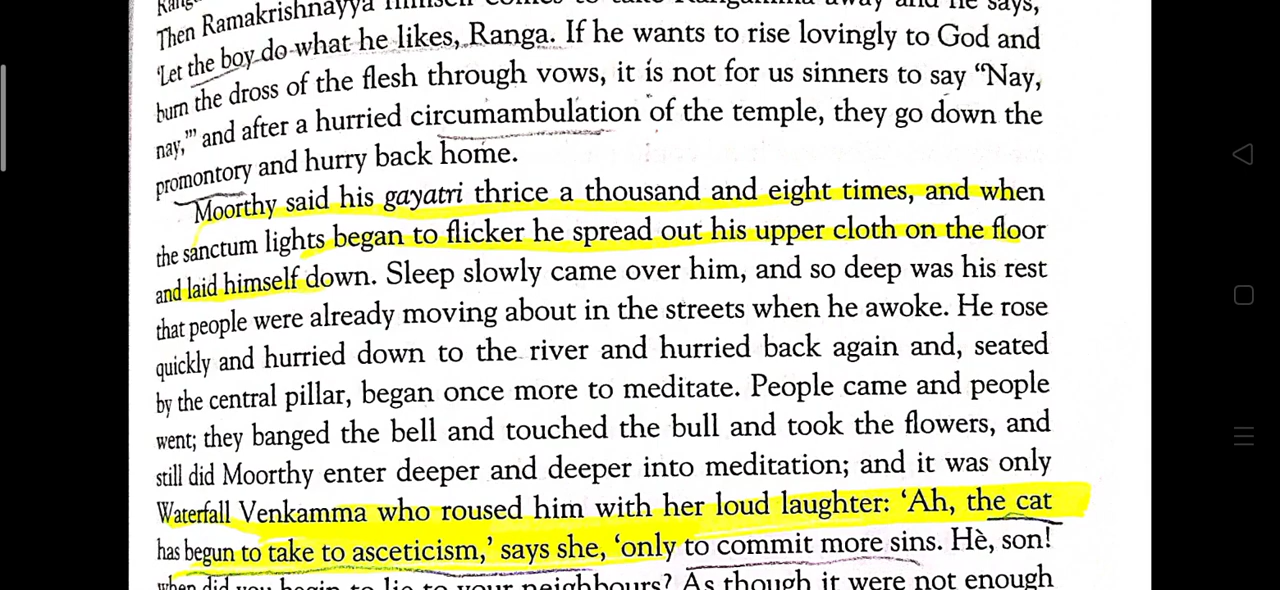 Then Ramakrishnayya himself comes to take Rangamma away and he says,
‘Let the boy do what he likes, Ranga. If he wants to rise lovingly to God and
burn the dross of the flesh through vows, it is not for us sinners to say “Nay,
nay,”’ and after a hurried circumambulation of the temple, they go down the
promontory and hurry back home.
Moorthy said his gayatri thrice a thousand and eight times, and when
the sanctum lights began to flicker he spread out his upper cloth on the floor
and laid himself down. Sleep slowly came over him, and so deep was his rest
that people were already moving about in the streets when he awoke. He rose
quickly and hurried down to the river and hurried back again and, seated
by the central pillar, began once more to meditate. People came and people
went; they banged the bell and touched the bull and took the flowers, and
still did Moorthy enter deeper and deeper into meditation; and it was only
Waterfall Venkamma who roused him with her loud laughter: ‘Ah, the cat
has begun to take to asceticism,’ says she, ‘only to commit more sins. Hè, son!
when did you begin to lie to your neighbours? As though it were not enough